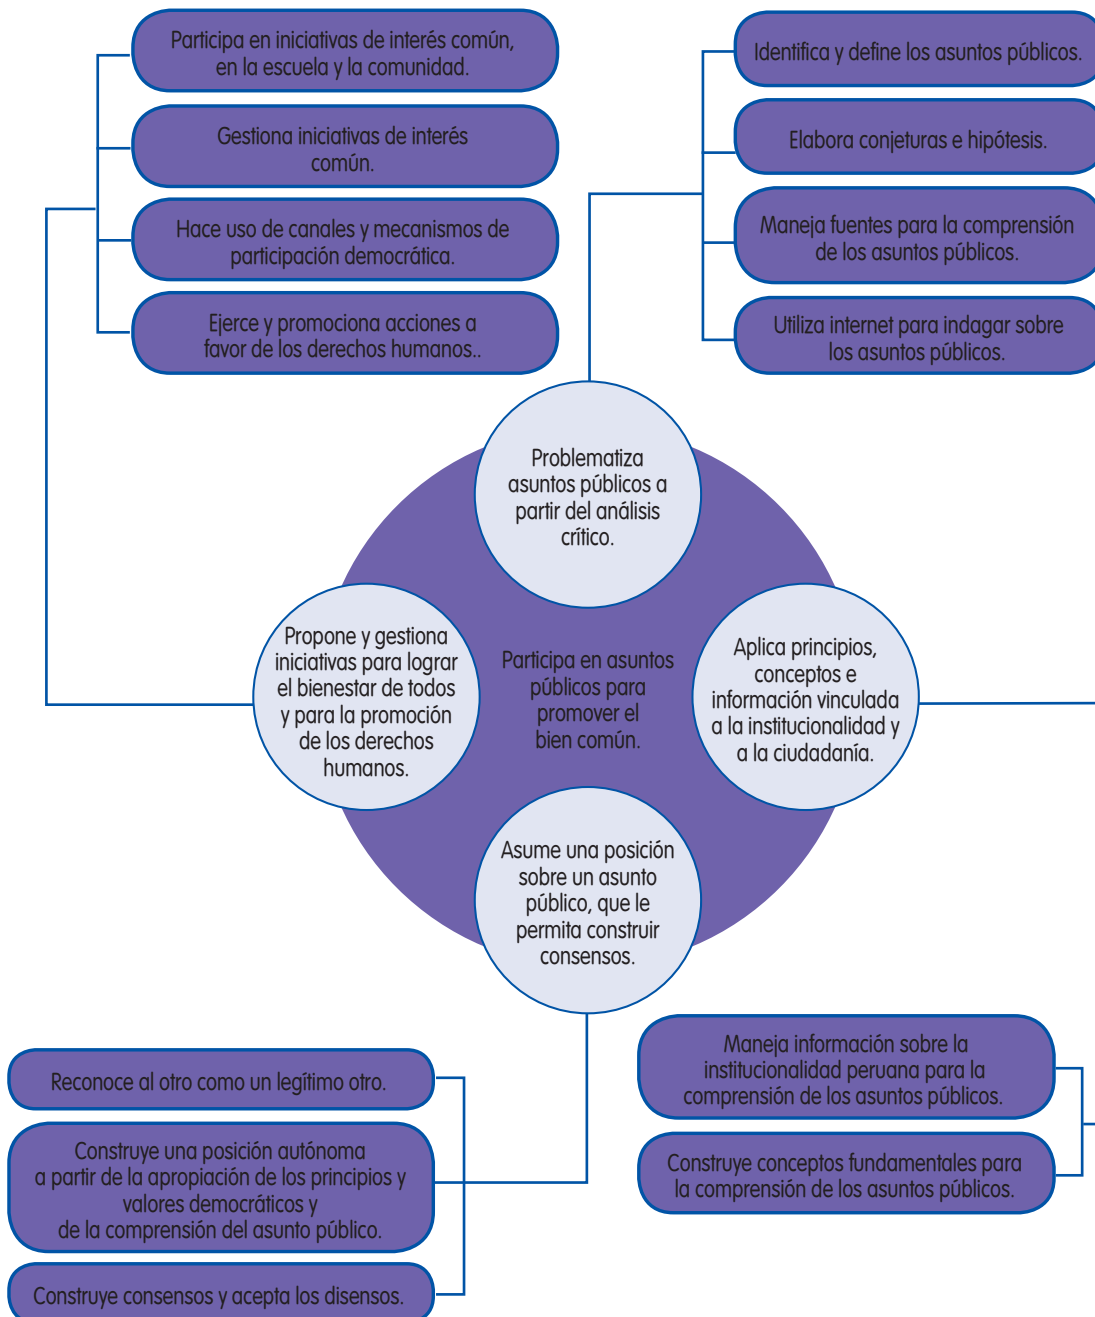 Participa en iniciativas de interés común,
en la escuela y la comunidad.
Gestiona iniciativas de interés
común.
Hace uso de canales y mecanismos de
participación democrática.
Ejerce y promociona acciones a
favor de los derechos humanos..
Identifica y define los asuntos públicos.
Elabora conjeturas e hipótesis.
Maneja fuentes para la comprensión
de los asuntos públicos.
Utiliza internet para indagar sobre
los asuntos públicos.
Problematiza
asuntos públicos a
partir del análisis
crítico.
Propone y gestiona
iniciativas para lograr
el bienestar de todos
y para la promoción
de los derechos
humanos.
Participa en asuntos
públicos para
promover el
bien común.
Aplica principios,
conceptos e
información vinculada
a la institucionalidad y
a la ciudadanía.
Asume una posición
sobre un asunto
público, que le
permita construir
consensos.
Reconoce al otro como un legítimo otro.
Construye una posición autónoma
a partir de la apropiación de los principios y
valores democráticos y
de la comprensión del asunto público.
Construye consensos y acepta los disensos.
Maneja información sobre la
institucionalidad peruana para la
comprensión de los asuntos públicos.
Construye conceptos fundamentales para
la comprensión de los asuntos públicos.